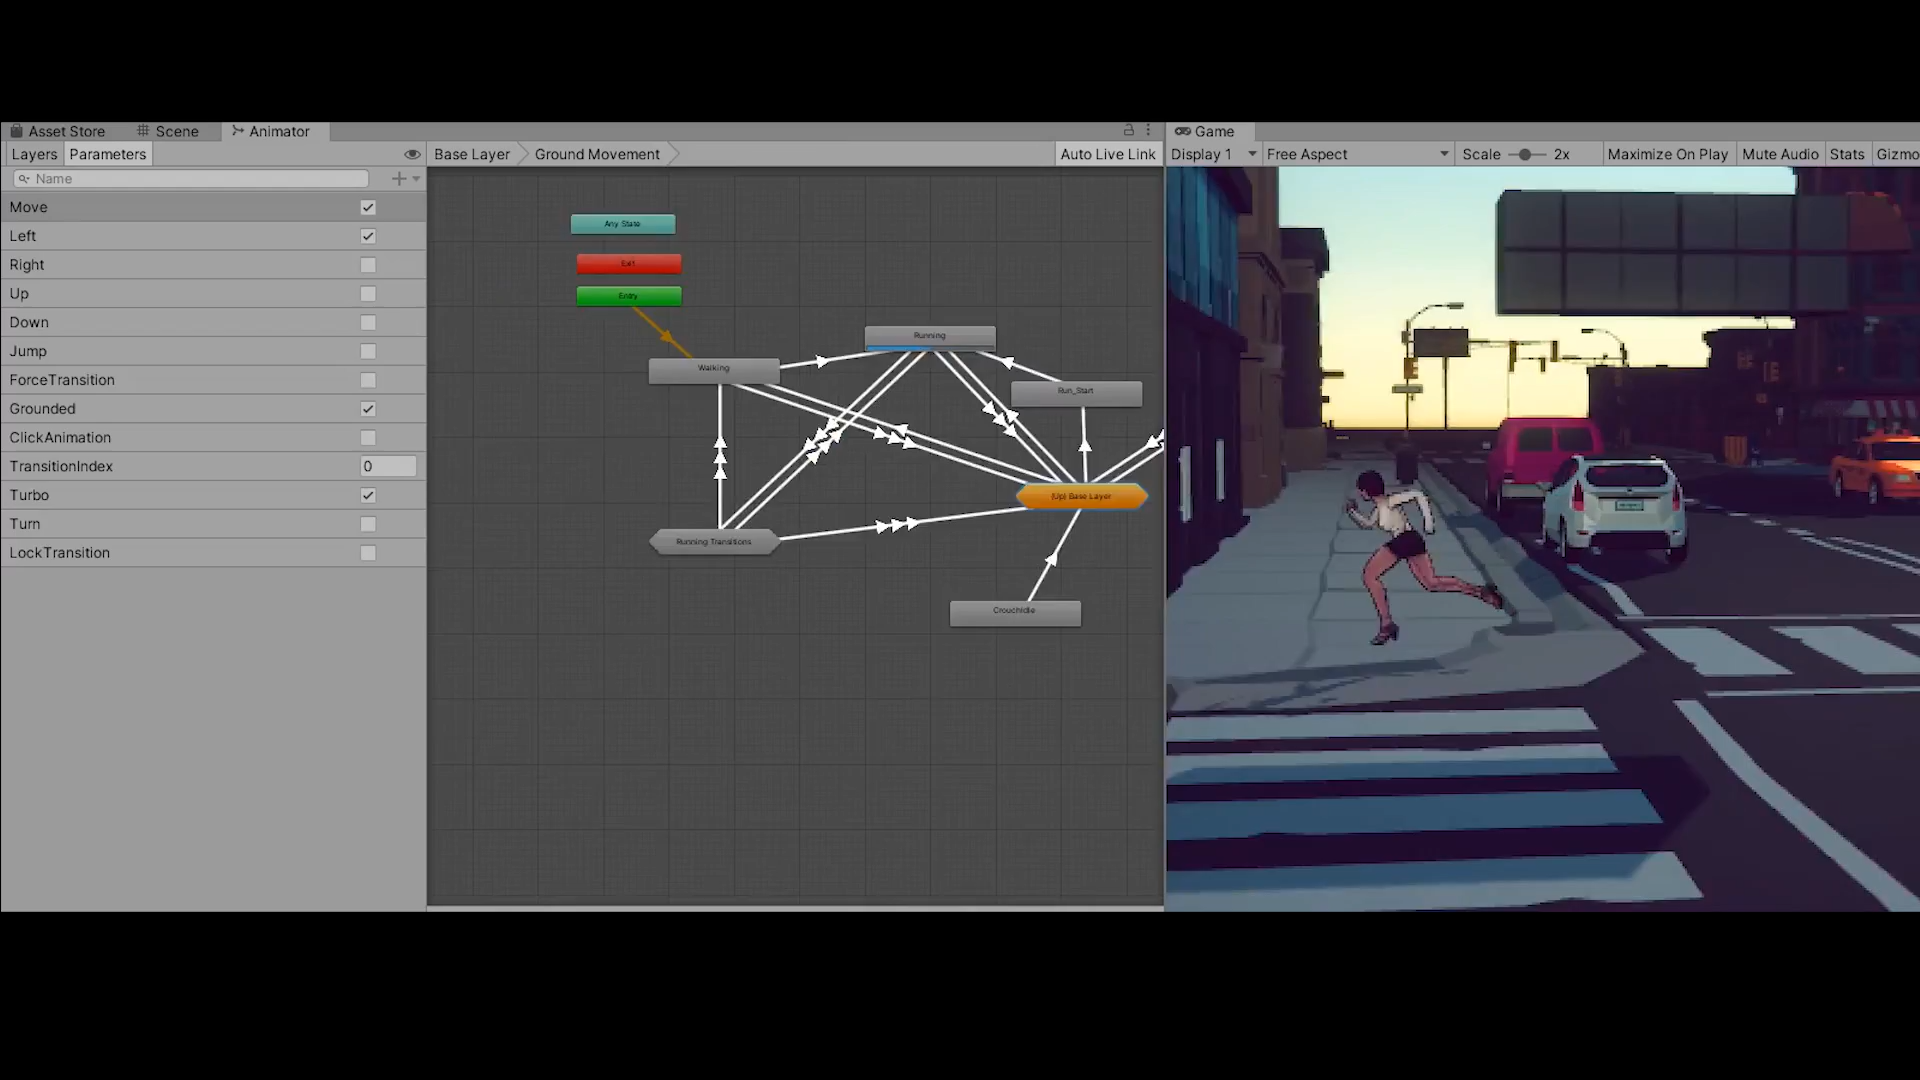 Asset Store
Scene
Animator
Layers
Parameters
Name
Move
Left
Right
Up
Down
Jump
ForceTransition
Grounded
ClickAnimation
TransitionIndex
0
Turbo
Turn
LockTransition
Base Layer
Ground Movement
Auto Live Link
Any State
Exit
Entry
Walking
Running
Run_Start
(Up) Base Layer
Running Transitions
CrouchIdle
Game
Display 1
Free Aspect
Scale
2x
Maximize On Play
Mute Audio
Stats
Gizmo